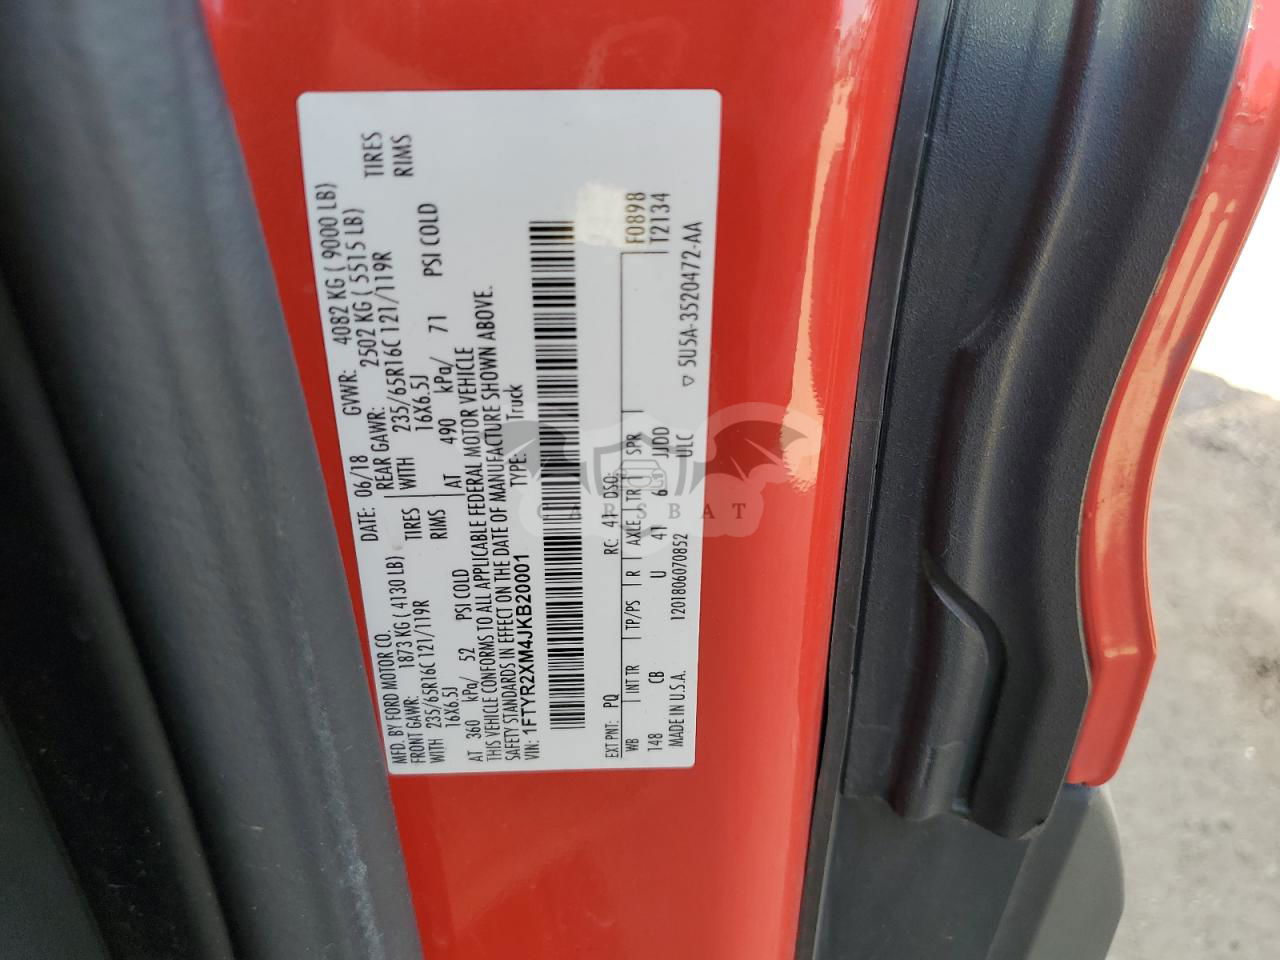 MFD. BY FORD MOTOR CO.
DATE: 06/18 GVWR: 4082 KG ( 9000 LB)
FRONT GAWR: 1873 KG ( 4130 LB) REAR GAWR: 2502 KG ( 5515 LB)
WITH 235/65R16C 121/119R TIRES WITH 235/65R16C 121/119R TIRES
16X6.5J RIMS 16X6.5J RIMS
AT 360 kPa/ 52 PSI COLD AT 490 kPa/ 71 PSI COLD
THIS VEHICLE CONFORMS TO ALL APPLICABLE FEDERAL MOTOR VEHICLE
SAFETY STANDARDS IN EFFECT ON THE DATE OF MANUFACTURE SHOWN ABOVE.
VIN: 1FTYR2XM4JKB20001 TYPE: Truck
EXT PNT: PQ RC: 41 DSO: F0898
WB INT TR TP/PS R AXLE TR SPR T2134
148 CB U 41 6 JJDD
MADE IN U.S.A. 1201806070852 ULC ▽ 5U5A-3520472-AA
CARSBAT